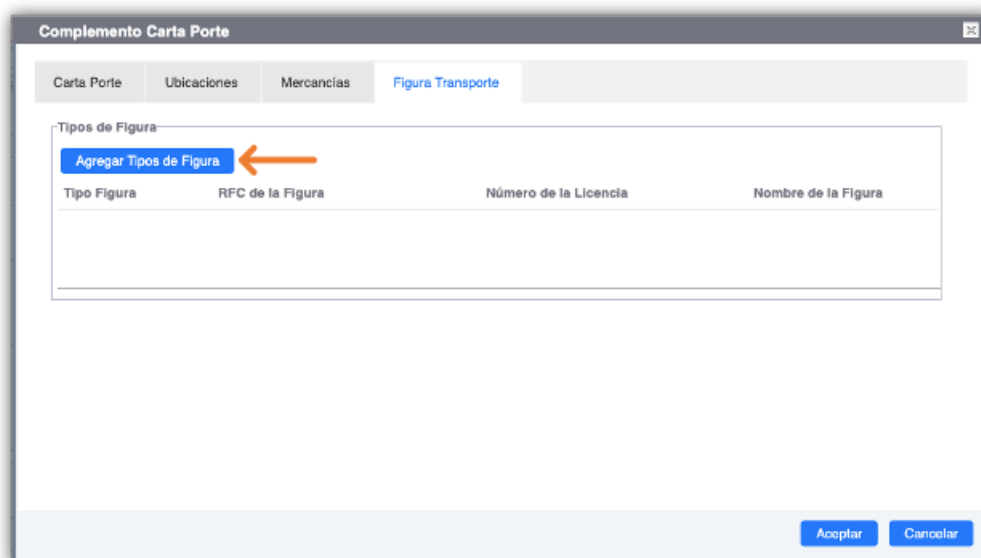 Complemento Carta Porte
Carta Porte Ubicaciones Mercancías Figura Transporte
Tipos de Figura
Agregar Tipos de Figura
Tipo Figura RFC de la Figura Número de la Licencia Nombre de la Figura
Aceptar Cancelar